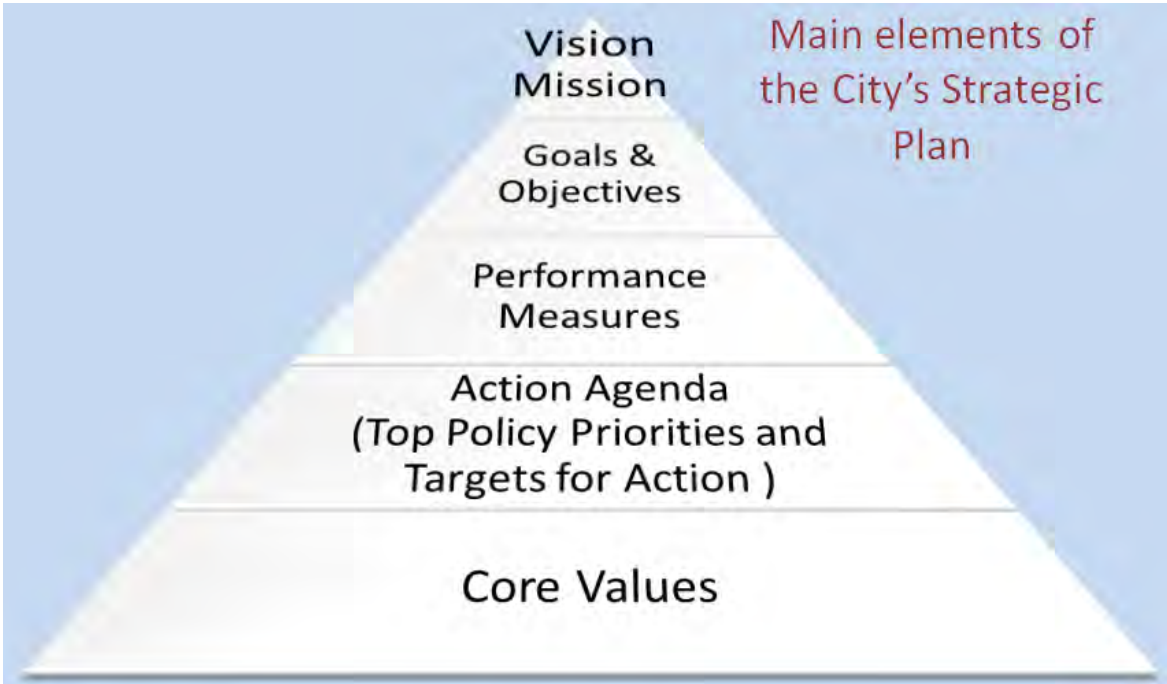 Main elements of
the City's Strategic
Plan
Vision
Mission
Goals &
Objectives
Performance
Measures
Action Agenda
(Top Policy Priorities and
Targets for Action )
Core Values